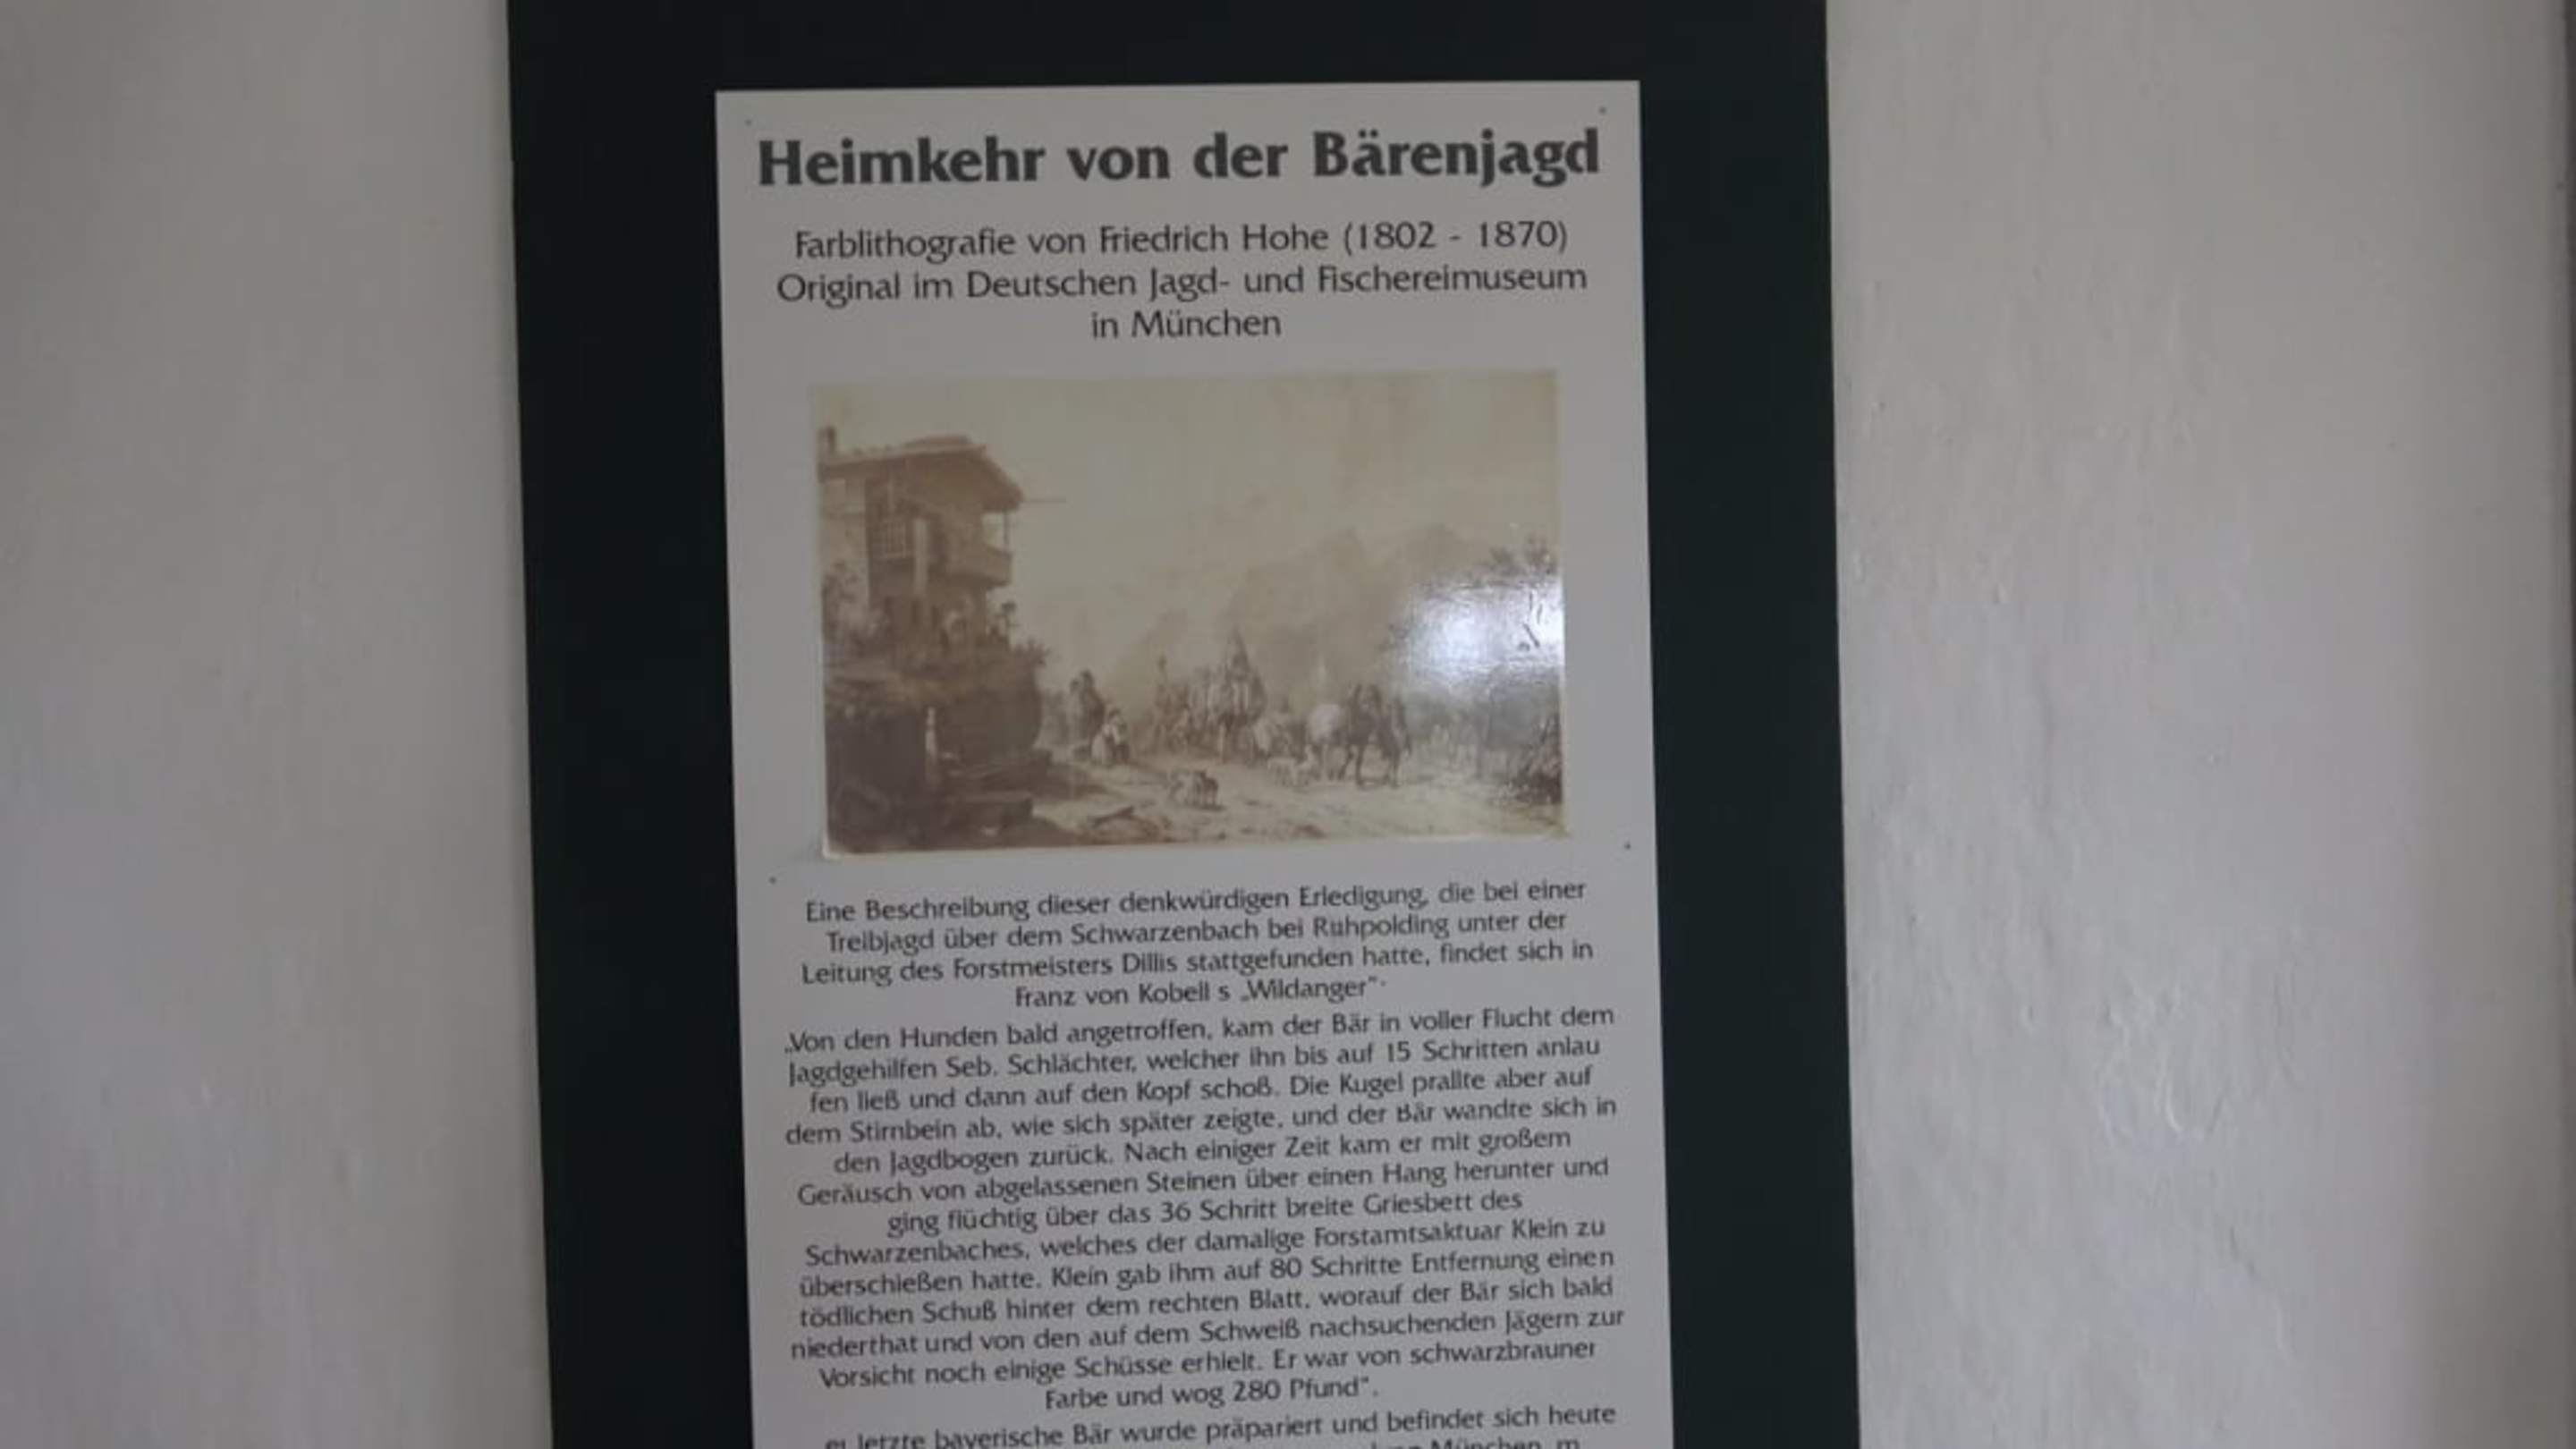 Heimkehr von der Bärenjagd
Farblithografie von Friedrich Hohe (1802 - 1870)
Original im Deutschen Jagd- und Fischereimuseum
in München
Eine Beschreibung dieser denkwürdigen Erledigung, die bei einer
Treibjagd über dem Schwarzenbach bei Ruhpolding unter der
Leitung des Forstmeisters Dillis stattgefunden hatte, findet sich in
Franz von Kobell s „Wildanger".
„Von den Hunden bald angetroffen, kam der Bär in voller Flucht dem
Jagdgehilfen Seb. Schlächter, welcher ihn bis auf 15 Schritten anlau
fen ließ und dann auf den Kopf schoß. Die Kugel prallte aber auf
dem Stirnbein ab, wie sich später zeigte, und der Bär wandte sich in
den Jagdbogen zurück. Nach einiger Zeit kam er mit großem
Geräusch von abgelassenen Steinen über einen Hang herunter und
ging flüchtig über das 36 Schritt breite Griesbett des
Schwarzenbaches, welches der damalige Forstamtsaktuar Klein zu
überschießen hatte. Klein gab ihm auf 80 Schritte Entfernung einen
tödlichen Schuß hinter dem rechten Blatt, worauf der Bär sich bald
niederthat und von den auf dem Schweiß nachsuchenden Jägern zur
Vorsicht noch einige Schüsse erhielt. Er war von schwarzbrauner
Farbe und wog 280 Pfund".
letzte bayerische Bär wurde präpariert und befindet sich heute
München